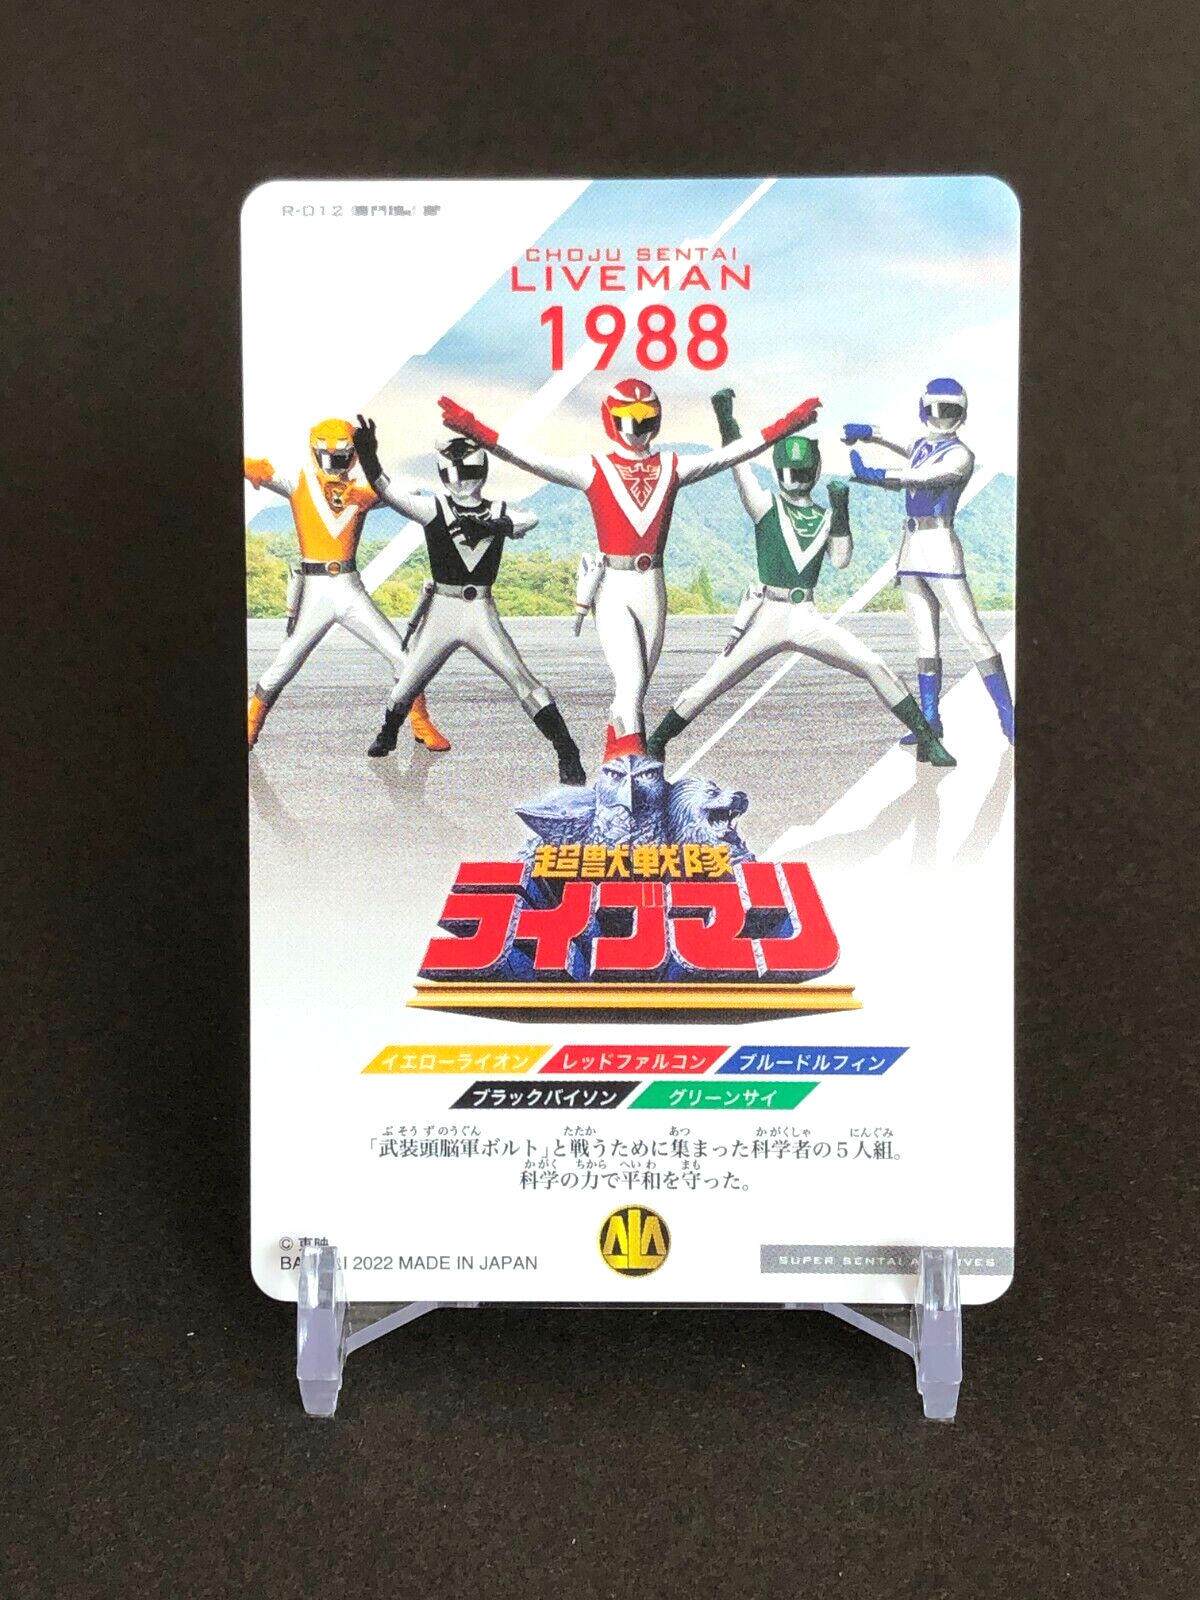 R-012
CHOJU SENTAI
LIVEMAN
1988
超獣戦隊
ライブマン
イエローライオン レッドファルコン ブルードルフィン
ブラックバイソン グリーンサイ
ぶそうずのうぐん たたか あつ かがくしゃ にんぐみ
「武装頭脳軍ボルト」と戦うために集まった科学者の5人組。
かがく ちから へいわ まも
科学の力で平和を守った。
© 東映
2022 MADE IN JAPAN
SUPER SENTAI